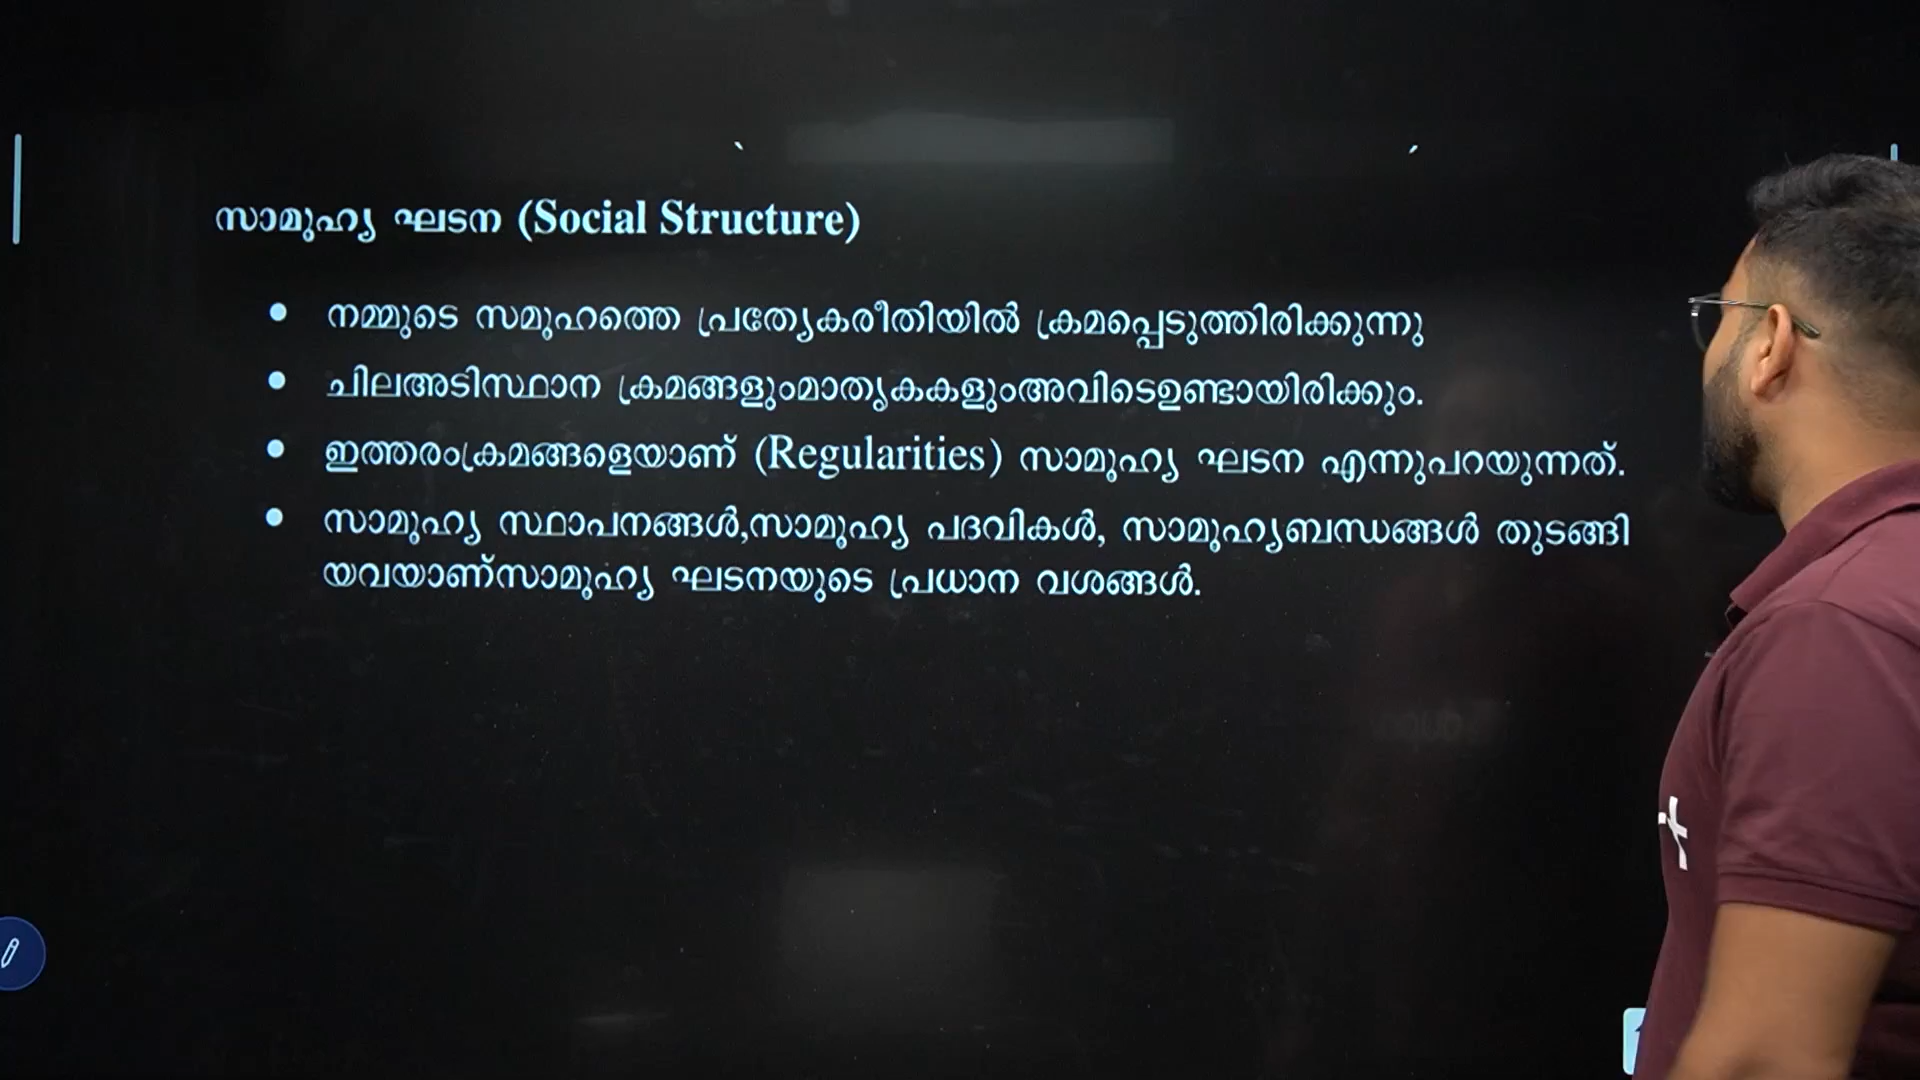 സാമൂഹ്യ ഘടന (Social Structure)
• നമ്മുടെ സമൂഹത്തെ പ്രത്യേകരീതിയിൽ ക്രമപ്പെടുത്തിരിക്കുന്നു
• ചിലഅടിസ്ഥാന ക്രമങ്ങളുംമാതൃകകളുംഅവിടെഉണ്ടായിരിക്കും.
• ഇത്തരംക്രമങ്ങളെയാണ് (Regularities) സാമൂഹ്യ ഘടന എന്നുപറയുന്നത്.
• സാമൂഹ്യ സ്ഥാപനങ്ങൾ,സാമൂഹ്യ പദവികൾ, സാമൂഹ്യബന്ധങ്ങൾ തുടങ്ങി
യവയാണ്സാമൂഹ്യ ഘടനയുടെ പ്രധാന വശങ്ങൾ.